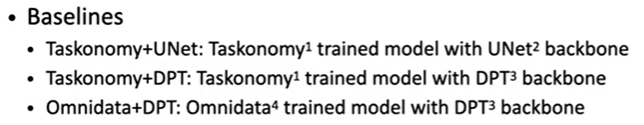 • Baselines
• Taskonomy+UNet: Taskonomy¹ trained model with UNet² backbone
• Taskonomy+DPT: Taskonomy¹ trained model with DPT³ backbone
• Omnidata+DPT: Omnidata⁴ trained model with DPT³ backbone